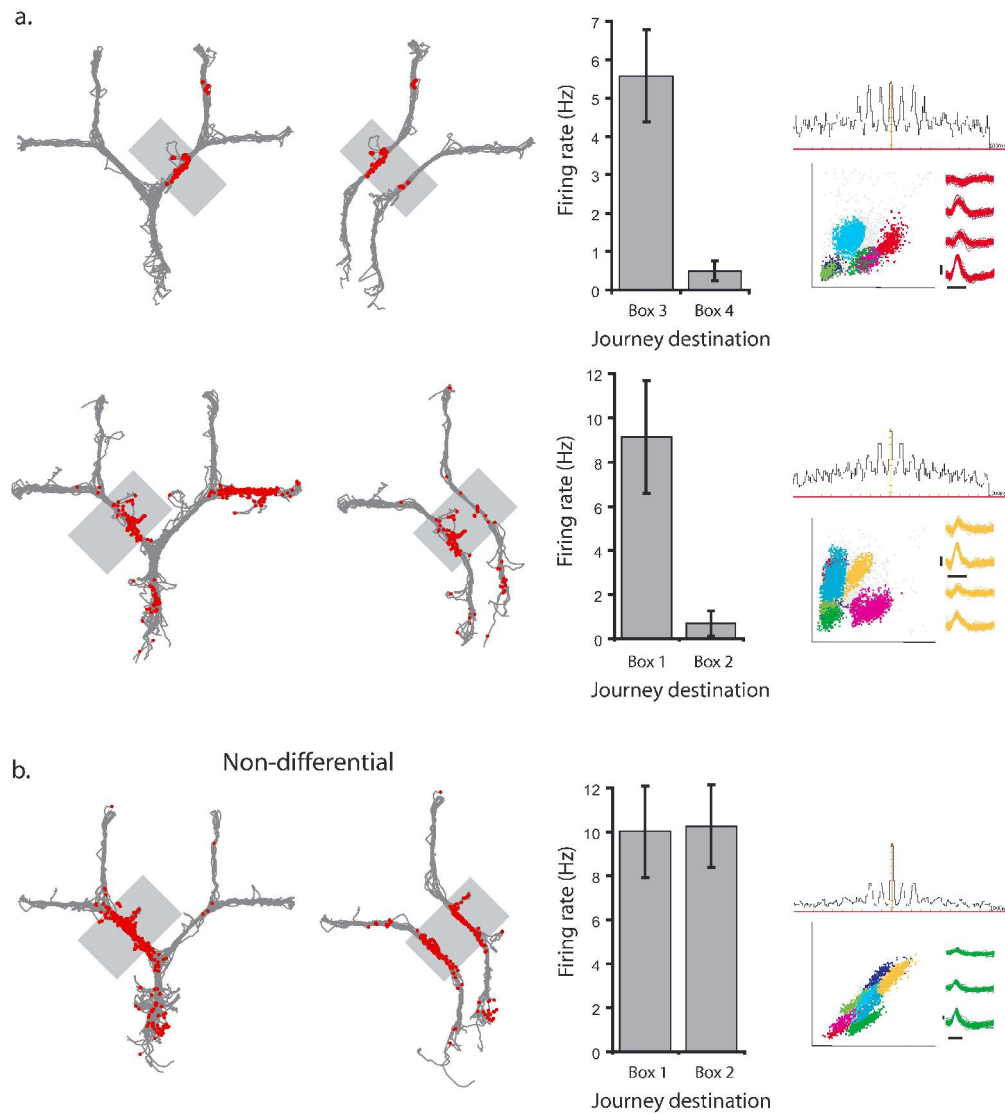 a.
7
6
5
4
3
2
1
0
Firing rate (Hz)
Box 3 Box 4
Journey destination
12
10
8
6
4
2
0
Firing rate (Hz)
Box 1 Box 2
Journey destination
b.
Non-differential
12
10
8
6
4
2
0
Firing rate (Hz)
Box 1 Box 2
Journey destination